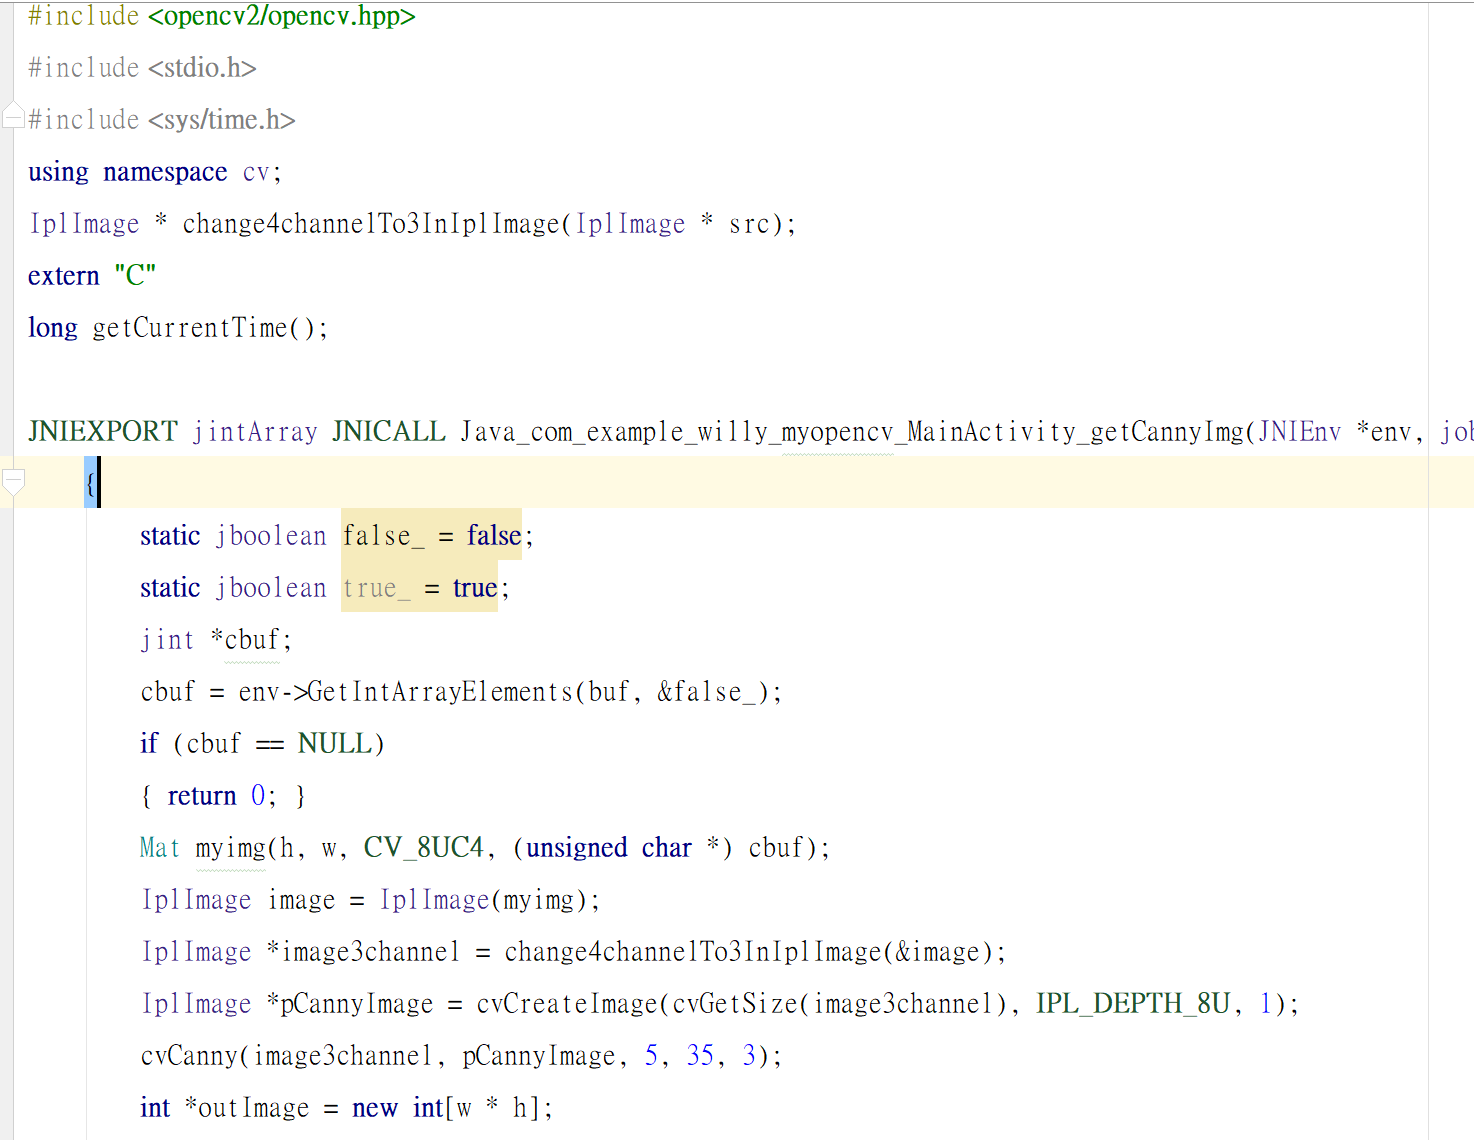 #include <opencv2/opencv.hpp>
#include <stdio.h>
#include <sys/time.h>
using namespace cv;
IplImage * change4channelTo3InIplImage(IplImage * src);
extern "C"
long getCurrentTime();
JNIEXPORT jintArray JNICALL Java_com_example_willy_myopencv_MainActivity_getCannyImg(JNIEnv *env,
{
static jboolean false_ = false;
static jboolean true_ = true;
jint *cbuf;
cbuf = env->GetIntArrayElements(buf, &false_);
if (cbuf == NULL)
{ return 0; }
Mat myimg(h, w, CV_8UC4, (unsigned char *) cbuf);
IplImage image = IplImage(myimg);
IplImage *image3channel = change4channelTo3InIplImage(&image);
IplImage *pCannyImage = cvCreateImage(cvGetSize(image3channel), IPL_DEPTH_8U, 1);
cvCanny(image3channel, pCannyImage, 5, 35, 3);
int *outImage = new int[w * h];